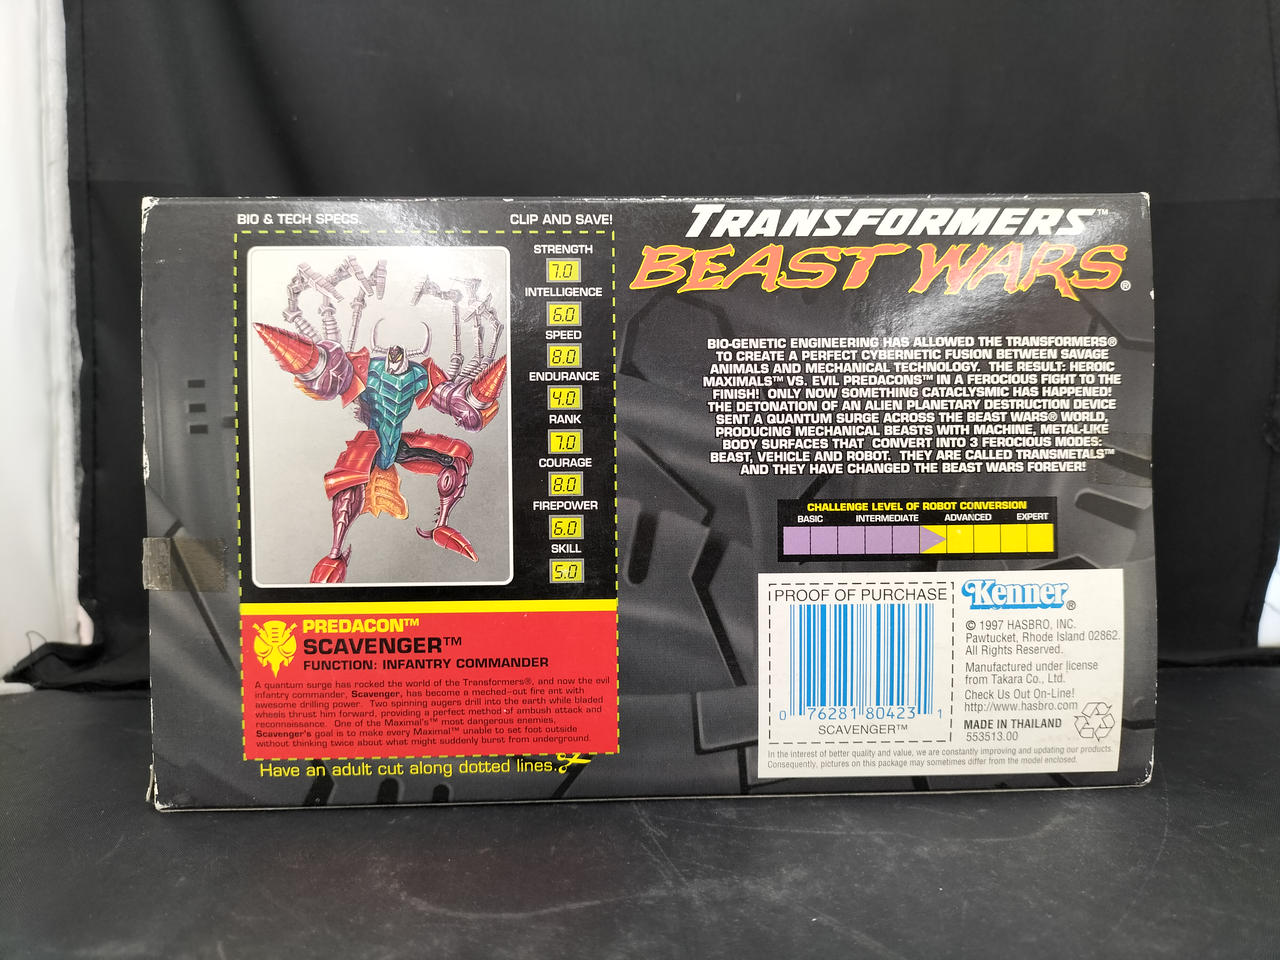 BIO & TECH SPECS.
CLIP AND SAVE!
STRENGTH
7.0
INTELLIGENCE
6.0
SPEED
8.0
ENDURANCE
4.0
RANK
7.0
COURAGE
8.0
FIREPOWER
6.0
SKILL
5.0
PREDACON™
SCAVENGER™
FUNCTION: INFANTRY COMMANDER
A quantum surge has rocked the world of the Transformers®, and now the evil
infantry commander, Scavenger, has become a meched-out fire ant with
awesome drilling power. Two spinning augers drill into the earth while bladed
wheels thrust him forward, providing a perfect method of ambush attack and
reconnaissance. One of the Maximal's™ most dangerous enemies,
Scavenger's goal is to make every Maximal™ unable to set foot outside
without thinking twice about what might suddenly burst from underground.
Have an adult cut along dotted lines.
TRANSFORMERS™
BEAST WARS®
BIO-GENETIC ENGINEERING HAS ALLOWED THE TRANSFORMERS®
TO CREATE A PERFECT CYBERNETIC FUSION BETWEEN SAVAGE
ANIMALS AND MECHANICAL TECHNOLOGY. THE RESULT: HEROIC
MAXIMALS™ VS. EVIL PREDACONS™ IN A FEROCIOUS FIGHT TO THE
FINISH! ONLY NOW SOMETHING CATACLYSMIC HAS HAPPENED!
THE DETONATION OF AN ALIEN PLANETARY DESTRUCTION DEVICE
SENT A QUANTUM SURGE ACROSS THE BEAST WARS® WORLD,
PRODUCING MECHANICAL BEASTS WITH MACHINE, METAL-LIKE
BODY SURFACES THAT CONVERT INTO 3 FEROCIOUS MODES:
BEAST, VEHICLE AND ROBOT. THEY ARE CALLED TRANSMETALS™
AND THEY HAVE CHANGED THE BEAST WARS FOREVER!
CHALLENGE LEVEL OF ROBOT CONVERSION
BASIC INTERMEDIATE ADVANCED EXPERT
PROOF OF PURCHASE
0 76281 80423 1
SCAVENGER™
Kenner®
© 1997 HASBRO, INC.
Pawtucket, Rhode Island 02862.
All Rights Reserved.
Manufactured under license
from Takara Co., Ltd.
Check Us Out On-Line!
http://www.hasbro.com
MADE IN THAILAND
553513.00
In the interest of better quality and value, we are constantly improving and updating our products.
Consequently, pictures on this package may sometimes differ from the model enclosed.